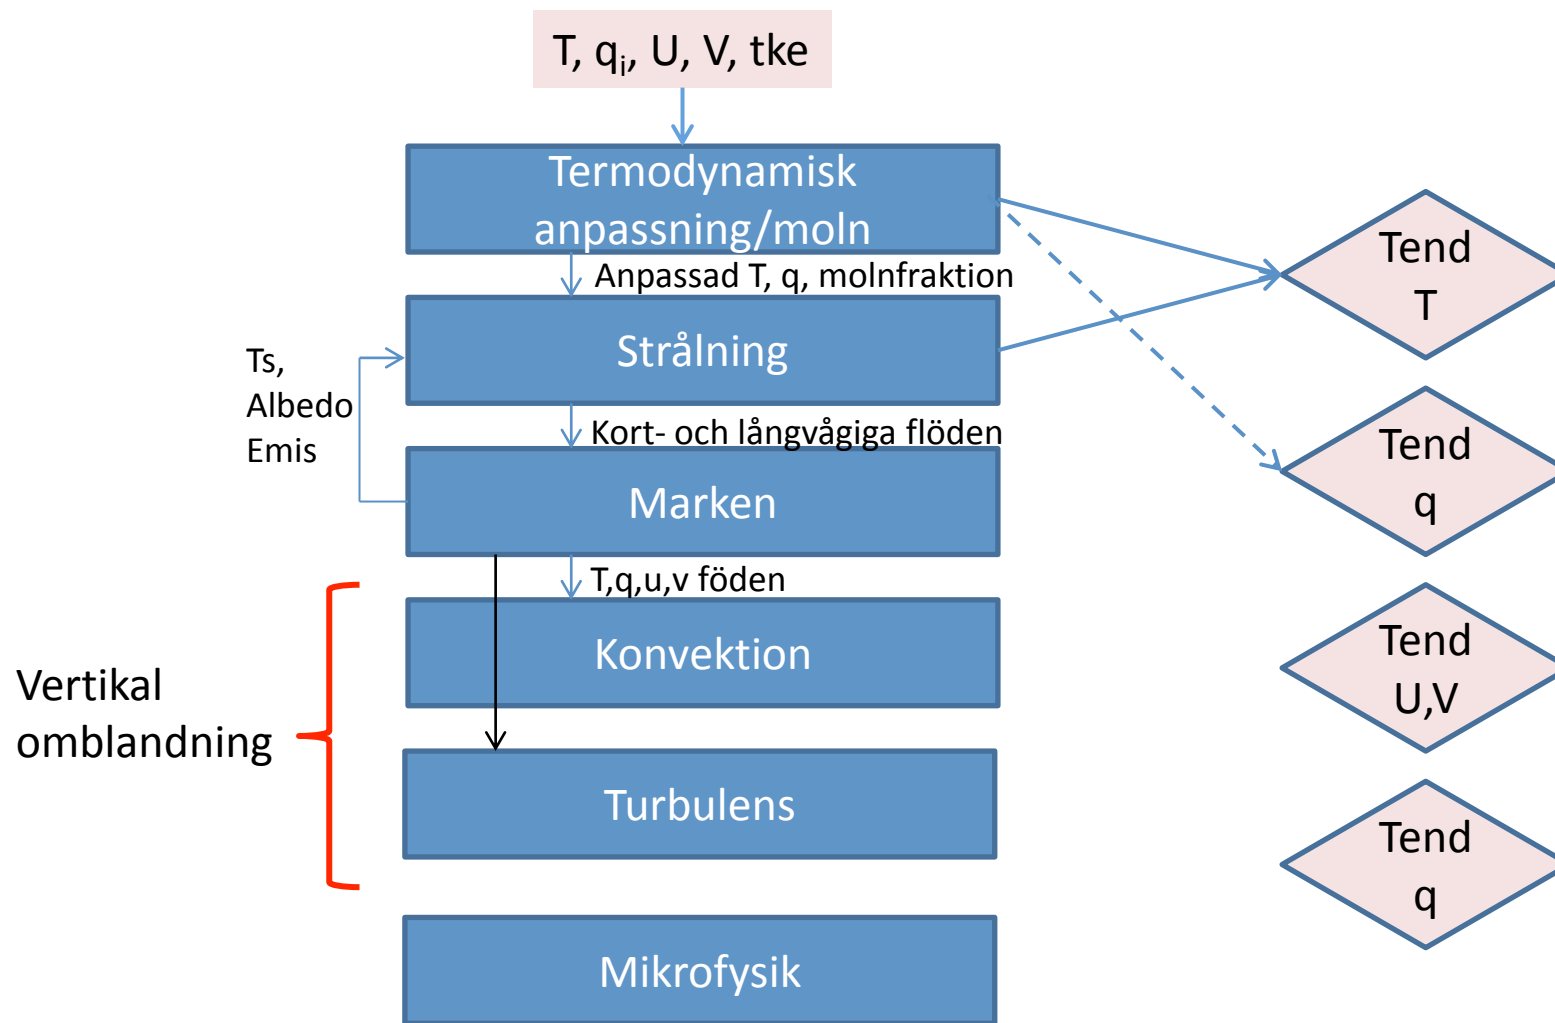 T, qi, U, V, tke
Termodynamisk
anpassning/moln
Anpassad T, q, molnfraktion
Strålning
Ts,
Albedo
Emis
Kort- och långvågiga flöden
Marken
T,q,u,v föden
Konvektion
Vertikal
omblandning
Turbulens
Mikrofysik
Tend
T
Tend
q
Tend
U,V
Tend
q